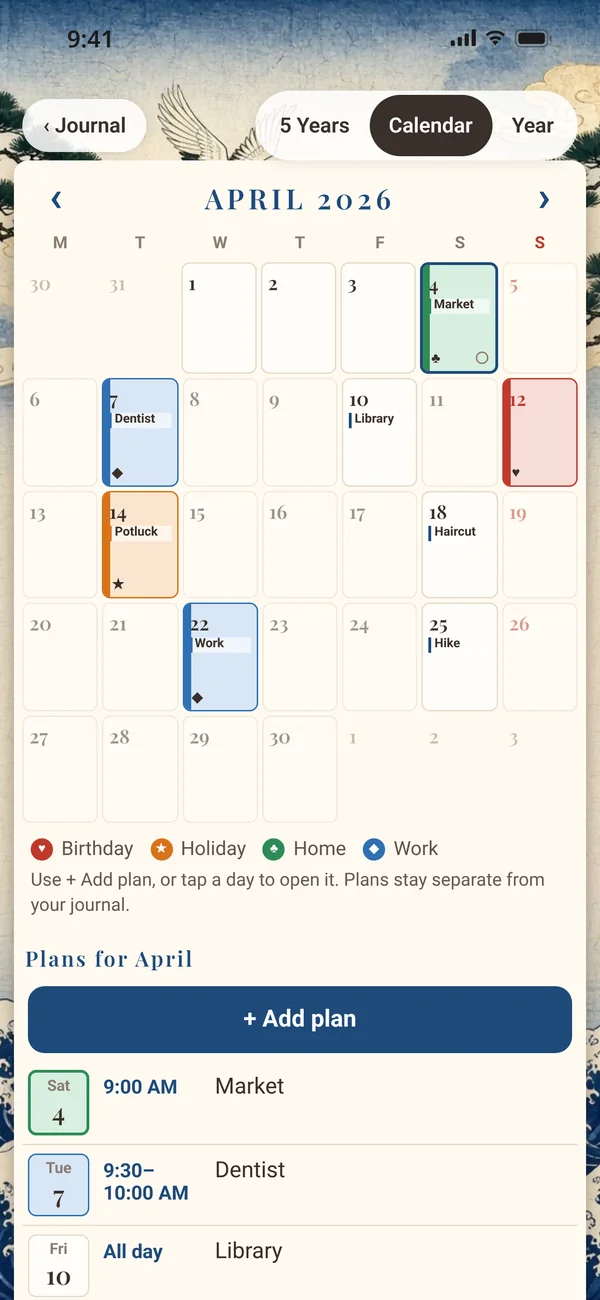 9:41
‹ Journal
5 Years Calendar Year
❮ APRIL 2026 ❯
M T W T F S S
30 31 1 2 3 4 5
Market
6 7 8 9 10 11 12
Dentist Library
13 14 15 16 17 18 19
Potluck Haircut
20 21 22 23 24 25 26
Work Hike
27 28 29 30 1 2 3
Birthday Holiday Home Work
Use + Add plan, or tap a day to open it. Plans stay separate from
your journal.
Plans for April
+ Add plan
Sat
4
9:00 AM
Market
Tue
7
9:30–
10:00 AM
Dentist
Fri
10
All day
Library